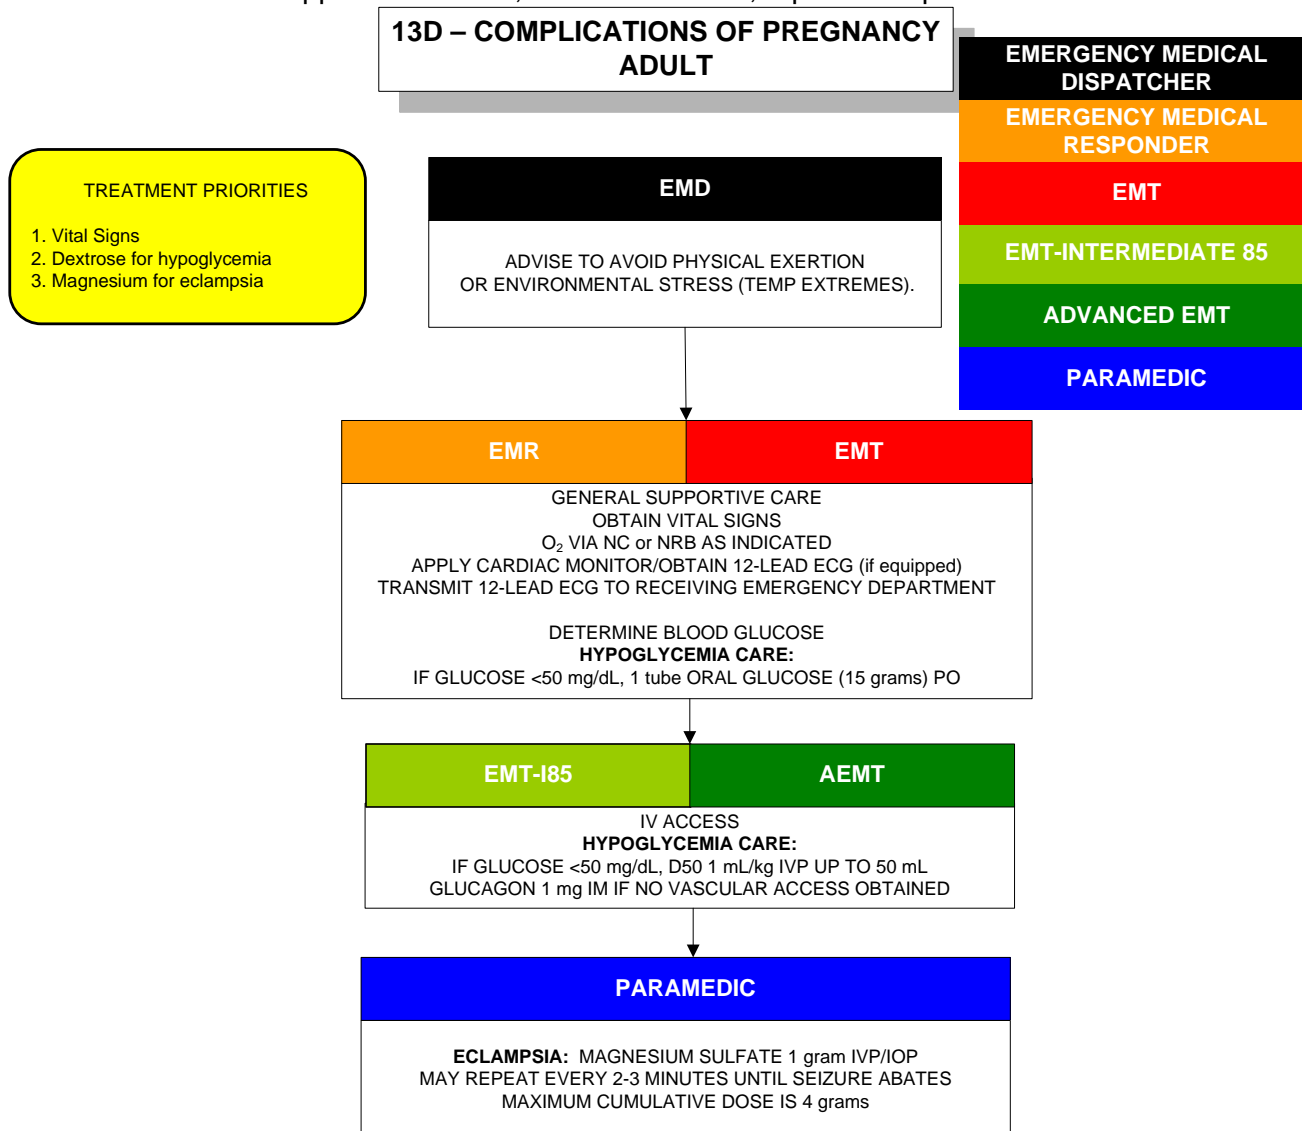 13D – COMPLICATIONS OF PREGNANCY
ADULT
EMERGENCY MEDICAL
DISPATCHER
EMERGENCY MEDICAL
RESPONDER
EMT
EMT-INTERMEDIATE 85
ADVANCED EMT
PARAMEDIC
TREATMENT PRIORITIES
1. Vital Signs
2. Dextrose for hypoglycemia
3. Magnesium for eclampsia
EMD
ADVISE TO AVOID PHYSICAL EXERTION
OR ENVIRONMENTAL STRESS (TEMP EXTREMES).
EMR
EMT
GENERAL SUPPORTIVE CARE
OBTAIN VITAL SIGNS
O₂ VIA NC or NRB AS INDICATED
APPLY CARDIAC MONITOR/OBTAIN 12-LEAD ECG (if equipped)
TRANSMIT 12-LEAD ECG TO RECEIVING EMERGENCY DEPARTMENT
DETERMINE BLOOD GLUCOSE
HYPOGLYCEMIA CARE:
IF GLUCOSE <50 mg/dL, 1 tube ORAL GLUCOSE (15 grams) PO
EMT-I85
AEMT
IV ACCESS
HYPOGLYCEMIA CARE:
IF GLUCOSE <50 mg/dL, D50 1 mL/kg IVP UP TO 50 mL
GLUCAGON 1 mg IM IF NO VASCULAR ACCESS OBTAINED
PARAMEDIC
ECLAMPSIA: MAGNESIUM SULFATE 1 gram IVP/IOP
MAY REPEAT EVERY 2-3 MINUTES UNTIL SEIZURE ABATES
MAXIMUM CUMULATIVE DOSE IS 4 grams